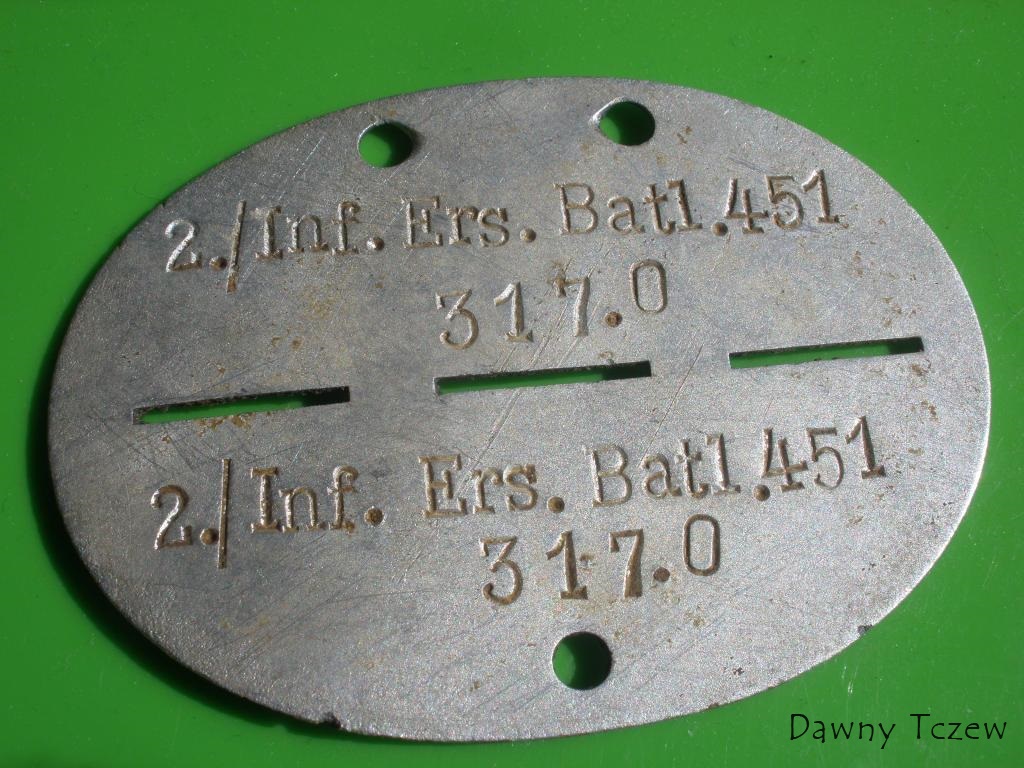 2./Inf. Ers. Batl.451
317.0
2./Inf. Ers. Batl.451
317.0
Dawny Tczew